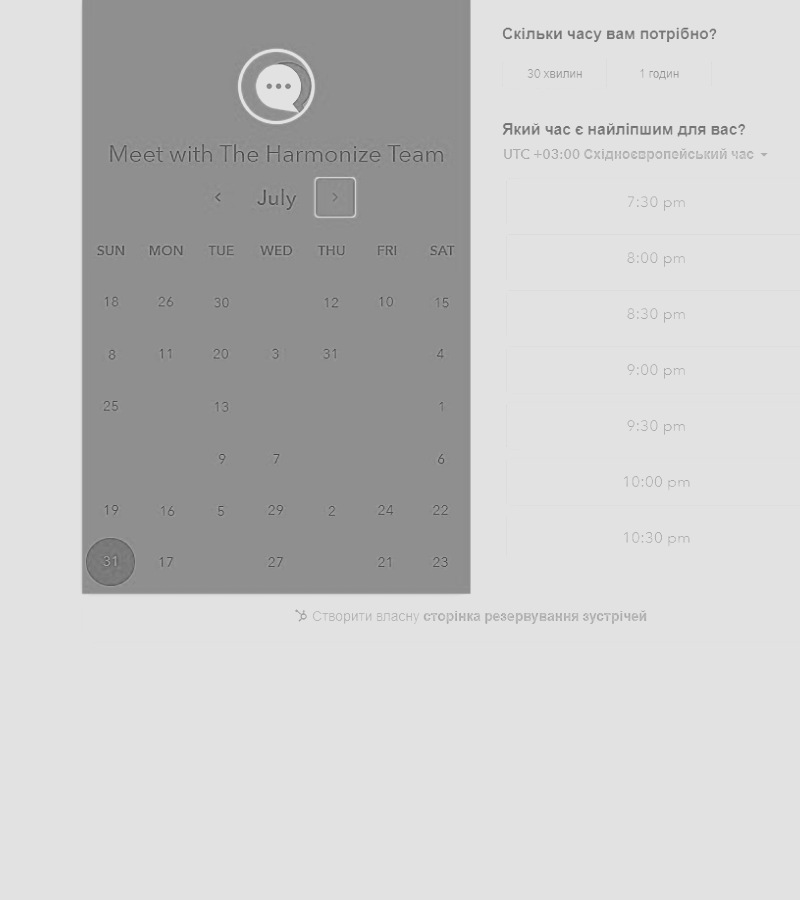 Meet with The Harmonize Team
July
SUN MON TUE WED THU FRI SAT
18 26 30 12 10 15
8 11 20 3 31 4
25 13 1
9 7 6
19 16 5 29 2 24 22
31 17 27 21 23
Скільки часу вам потрібно?
30 хвилин 1 годин
Який час є найліпшим для вас?
UTC +03:00 Східноєвропейський час
7:30 pm
8:00 pm
8:30 pm
9:00 pm
9:30 pm
10:00 pm
10:30 pm
Створити власну сторінка резервування зустрічей